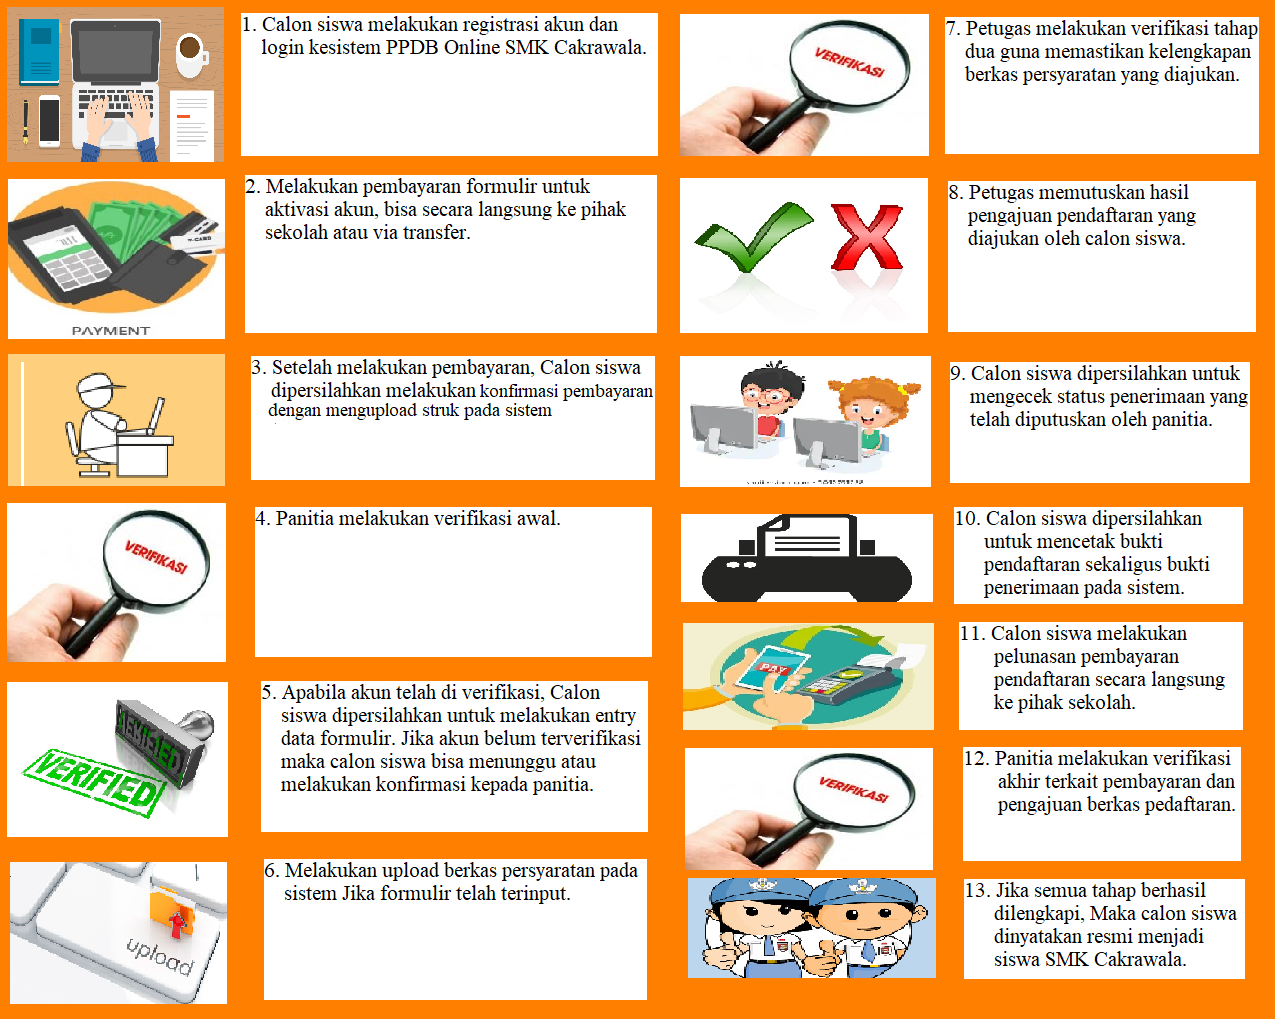 1. Calon siswa melakukan registrasi akun dan
login kesistem PPDB Online SMK Cakrawala.
PAYMENT
2. Melakukan pembayaran formulir untuk
aktivasi akun, bisa secara langsung ke pihak
sekolah atau via transfer.
3. Setelah melakukan pembayaran, Calon siswa
dipersilahkan melakukan konfirmasi pembayaran
dengan mengupload struk pada sistem
VERIFIKASI
4. Panitia melakukan verifikasi awal.
VERIFIED
VERIFIED
5. Apabila akun telah di verifikasi, Calon
siswa dipersilahkan untuk melakukan entry
data formulir. Jika akun belum terverifikasi
maka calon siswa bisa menunggu atau
melakukan konfirmasi kepada panitia.
upload
6. Melakukan upload berkas persyaratan pada
sistem Jika formulir telah terinput.
VERIFIKASI
7. Petugas melakukan verifikasi tahap
dua guna memastikan kelengkapan
berkas persyaratan yang diajukan.
8. Petugas memutuskan hasil
pengajuan pendaftaran yang
diajukan oleh calon siswa.
9. Calon siswa dipersilahkan untuk
mengecek status penerimaan yang
telah diputuskan oleh panitia.
10. Calon siswa dipersilahkan
untuk mencetak bukti
pendaftaran sekaligus bukti
penerimaan pada sistem.
PAY
11. Calon siswa melakukan
pelunasan pembayaran
pendaftaran secara langsung
ke pihak sekolah.
VERIFIKASI
12. Panitia melakukan verifikasi
akhir terkait pembayaran dan
pengajuan berkas pedaftaran.
13. Jika semua tahap berhasil
dilengkapi, Maka calon siswa
dinyatakan resmi menjadi
siswa SMK Cakrawala.